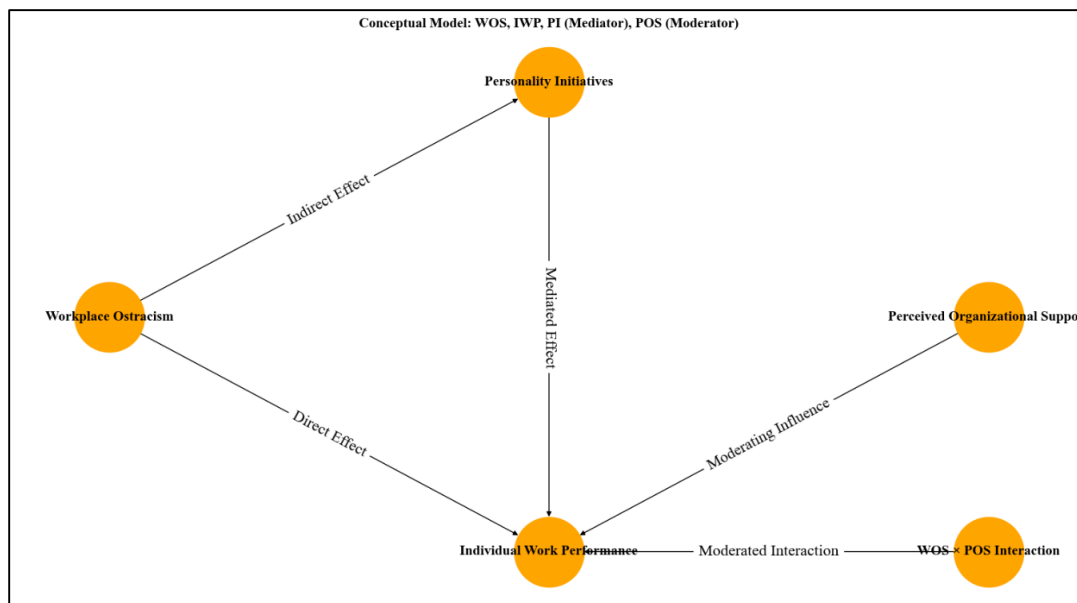 Conceptual Model: WOS, IWP, PI (Mediator), POS (Moderator)
Personality Initiatives
Indirect Effect
Workplace Ostracism
Mediated Effect
Perceived Organizational Suppo
Direct Effect
Moderating Influence
Individual Work Performance
Moderated Interaction
WOS × POS Interaction